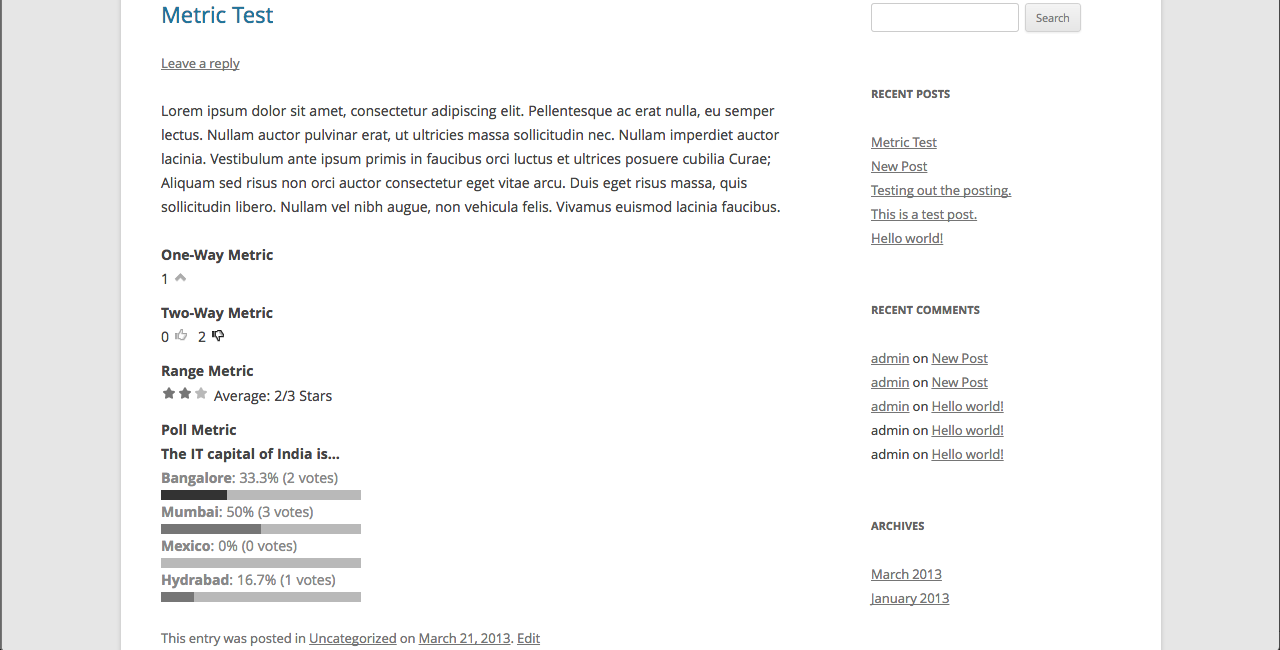 Metric Test
Leave a reply
Lorem ipsum dolor sit amet, consectetur adipiscing elit. Pellentesque ac erat nulla, eu semper
lectus. Nullam auctor pulvinar erat, ut ultricies massa sollicitudin nec. Nullam imperdiet auctor
lacinia. Vestibulum ante ipsum primis in faucibus orci luctus et ultrices posuere cubilia Curae;
Aliquam sed risus non orci auctor consectetur eget vitae arcu. Duis eget risus massa, quis
sollicitudin libero. Nullam vel nibh augue, non vehicula felis. Vivamus euismod lacinia faucibus.
One-Way Metric
1
Two-Way Metric
0 2
Range Metric
Average: 2/3 Stars
Poll Metric
The IT capital of India is...
Bangalore: 33.3% (2 votes)
Mumbai: 50% (3 votes)
Mexico: 0% (0 votes)
Hydrabad: 16.7% (1 votes)
This entry was posted in Uncategorized on March 21, 2013. Edit
Search
RECENT POSTS
Metric Test
New Post
Testing out the posting.
This is a test post.
Hello world!
RECENT COMMENTS
admin on New Post
admin on New Post
admin on Hello world!
admin on Hello world!
admin on Hello world!
ARCHIVES
March 2013
January 2013